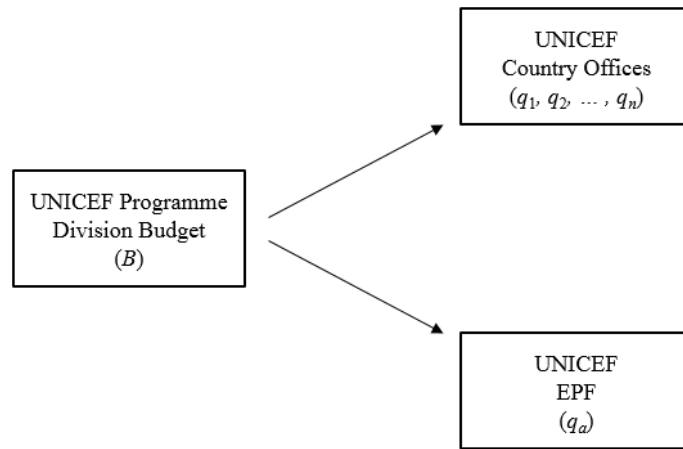 UNICEF
Country Offices
(q1, q2, ... , qn)
UNICEF Programme
Division Budget
(B)
UNICEF
EPF
(qa)